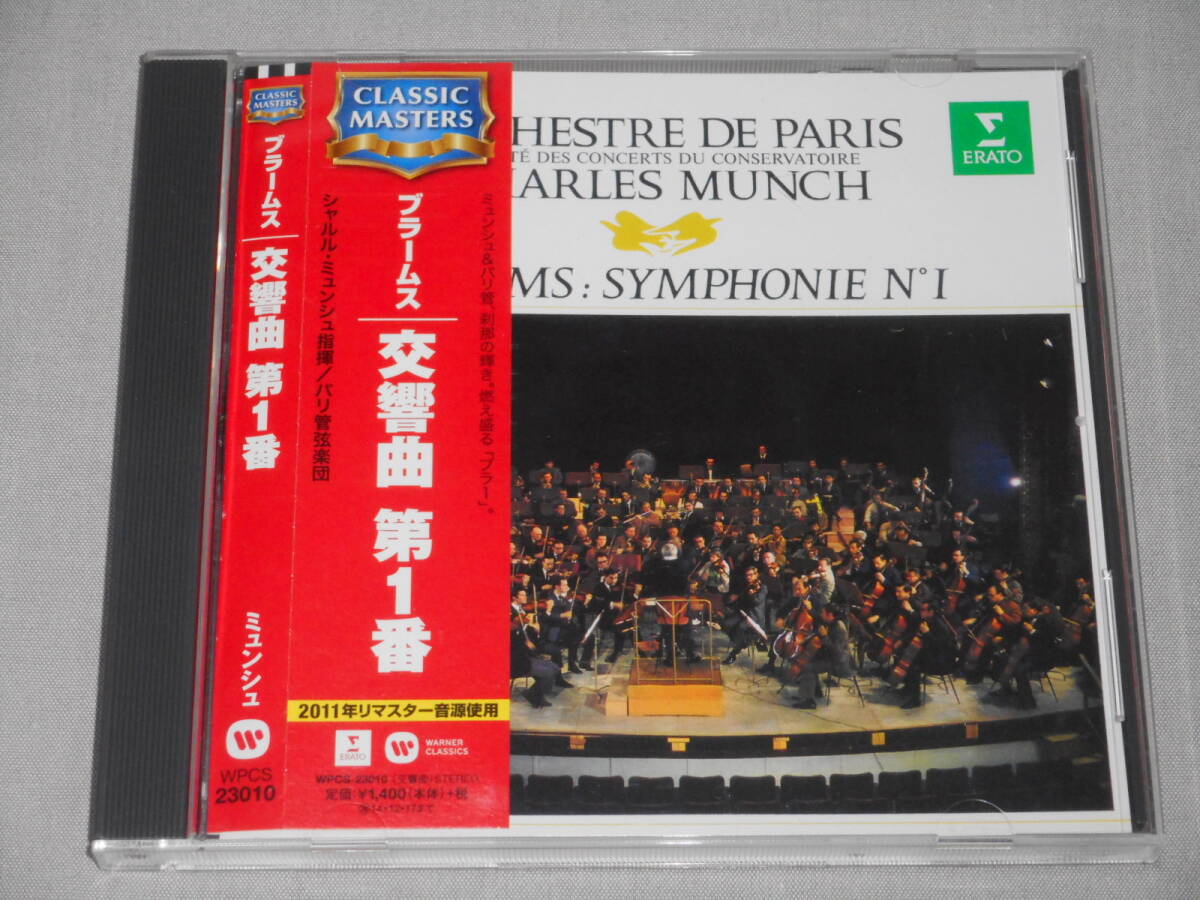 CLASSIC
MASTERS
ブラームス
交響曲 第1番
ミュンシュ
WPCS
23010
CLASSIC
MASTERS
ミュンシュ&パリ管、刹那の輝き。燃え盛る「ブラ1」。
ブラームス
交響曲 第1番
シャルル・ミュンシュ指揮/パリ管弦楽団
2011年リマスター音源使用
ERATO
WARNER
CLASSICS
WPCS-23010 (交響曲) STEREO
定価:¥1,400(本体)+税
HESTRE DE PARIS
TÉ DES CONCERTS DU CONSERVATOIRE
ARLES MUNCH
MS : SYMPHONIE N° 1
ERATO